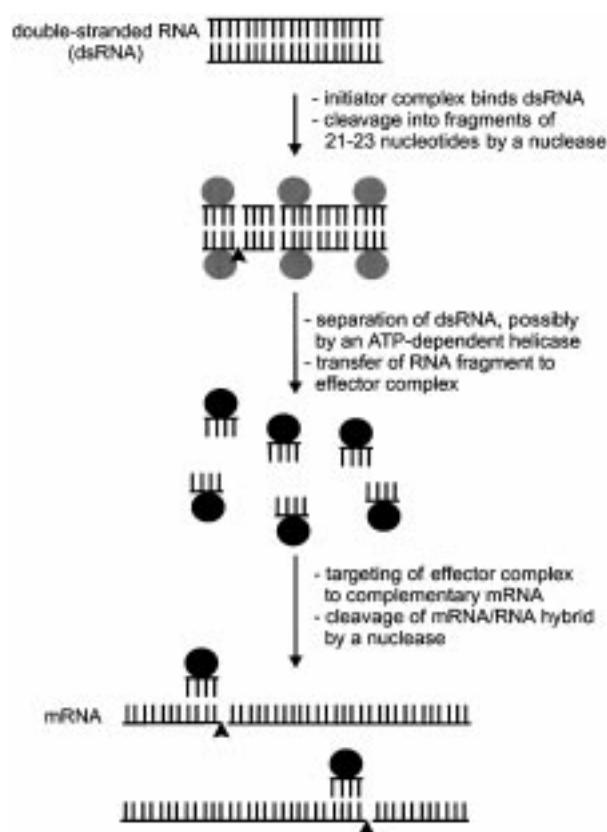 double-stranded RNA
(dsRNA)
- initiator complex binds dsRNA
- cleavage into fragments of
21-23 nucleotides by a nuclease
- separation of dsRNA, possibly
by an ATP-dependent helicase
- transfer of RNA fragment to
effector complex
- targeting of effector complex
to complementary mRNA
- cleavage of mRNA/RNA hybrid
by a nuclease
mRNA